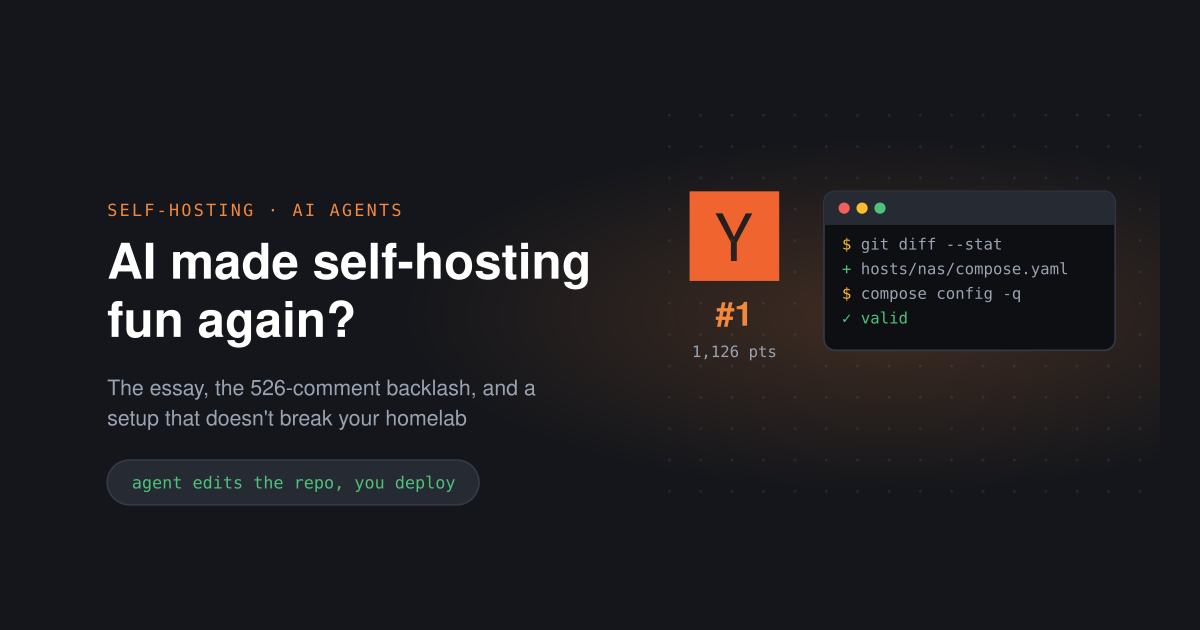 SELF-HOSTING · AI AGENTS
AI made self-hosting
fun again?
The essay, the 526-comment backlash, and a
setup that doesn't break your homelab
agent edits the repo, you deploy
Y
#1
1,126 pts
$ git diff --stat
+ hosts/nas/compose.yaml
$ compose config -q
✓ valid